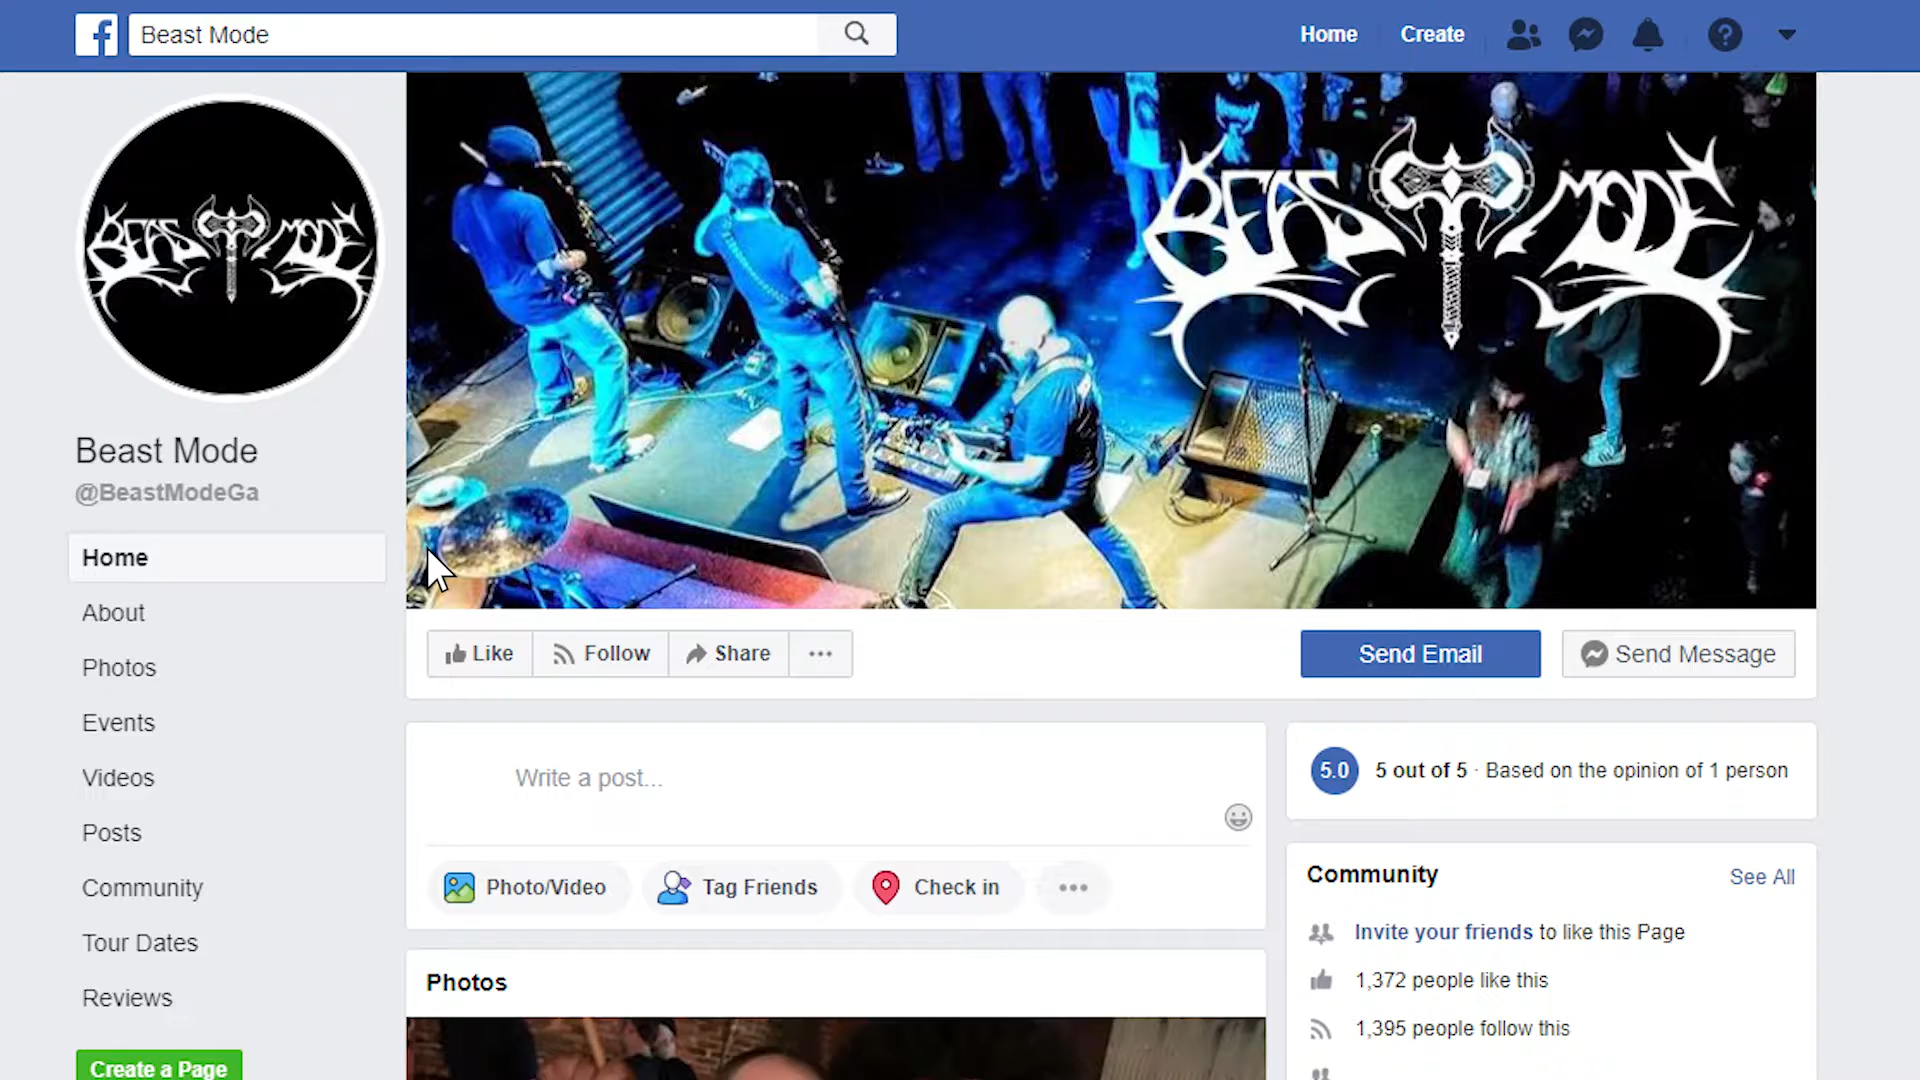 Beast Mode
Home
Create
BEAST MODE
BEAST MODE
Beast Mode
@BeastModeGa
Home
About
Photos
Events
Videos
Posts
Community
Tour Dates
Reviews
Create a Page
Like
Follow
Share
Send Email
Send Message
Write a post...
Photo/Video
Tag Friends
Check in
Photos
5.0
5 out of 5 · Based on the opinion of 1 person
Community
See All
Invite your friends to like this Page
1,372 people like this
1,395 people follow this